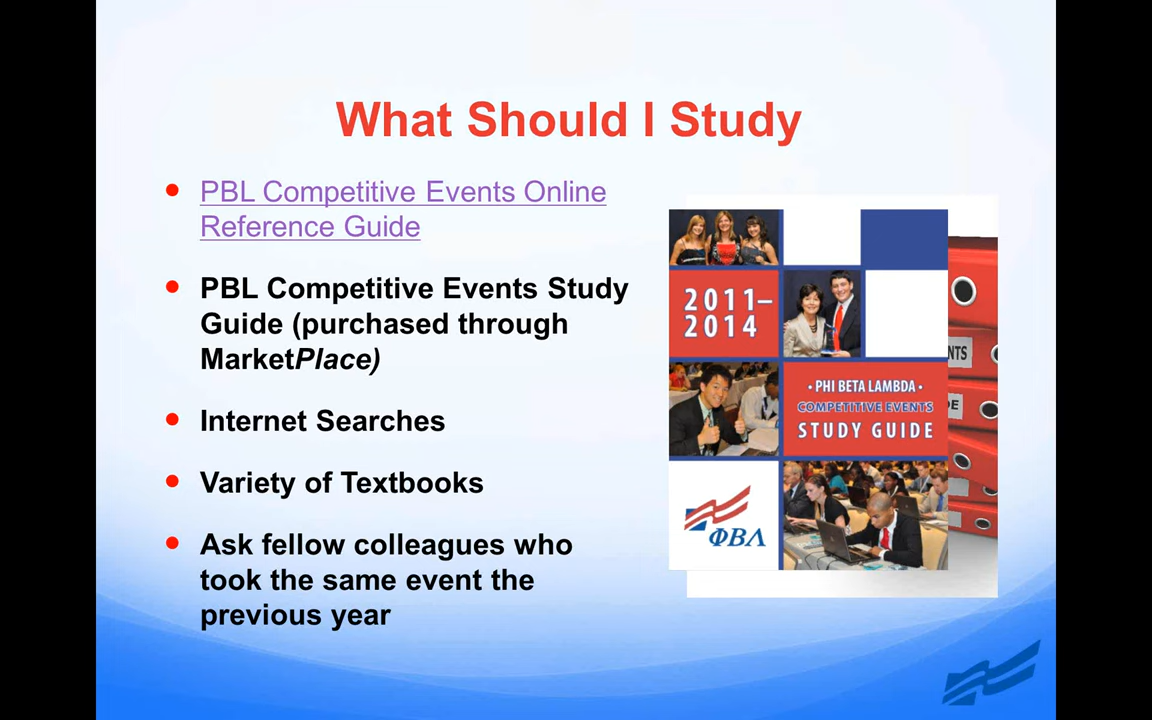 What Should I Study
PBL Competitive Events Online
Reference Guide
PBL Competitive Events Study
Guide (purchased through
MarketPlace)
Internet Searches
Variety of Textbooks
Ask fellow colleagues who
took the same event the
previous year
2011–
2014
• PHI BETA LAMBDA •
COMPETITIVE EVENTS
STUDY GUIDE
ΦΒΛ
NTS
DE